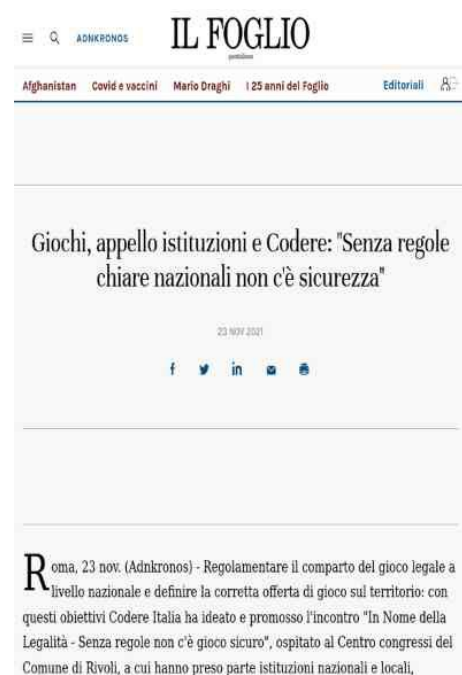 ADNKRONOS
IL FOGLIO
quotidiano
Afghanistan Covid e vaccini Mario Draghi I 25 anni del Foglio Editoriali
Giochi, appello istituzioni e Codere: "Senza regole
chiare nazionali non c'è sicurezza"
23 NOV 2021
Roma, 23 nov. (Adnkronos) - Regolamentare il comparto del gioco legale a
livello nazionale e definire la corretta offerta di gioco sul territorio: con
questi obiettivi Codere Italia ha ideato e promosso l'incontro "In Nome della
Legalità - Senza regole non c'è gioco sicuro", ospitato al Centro congressi del
Comune di Rivoli, a cui hanno preso parte istituzioni nazionali e locali,